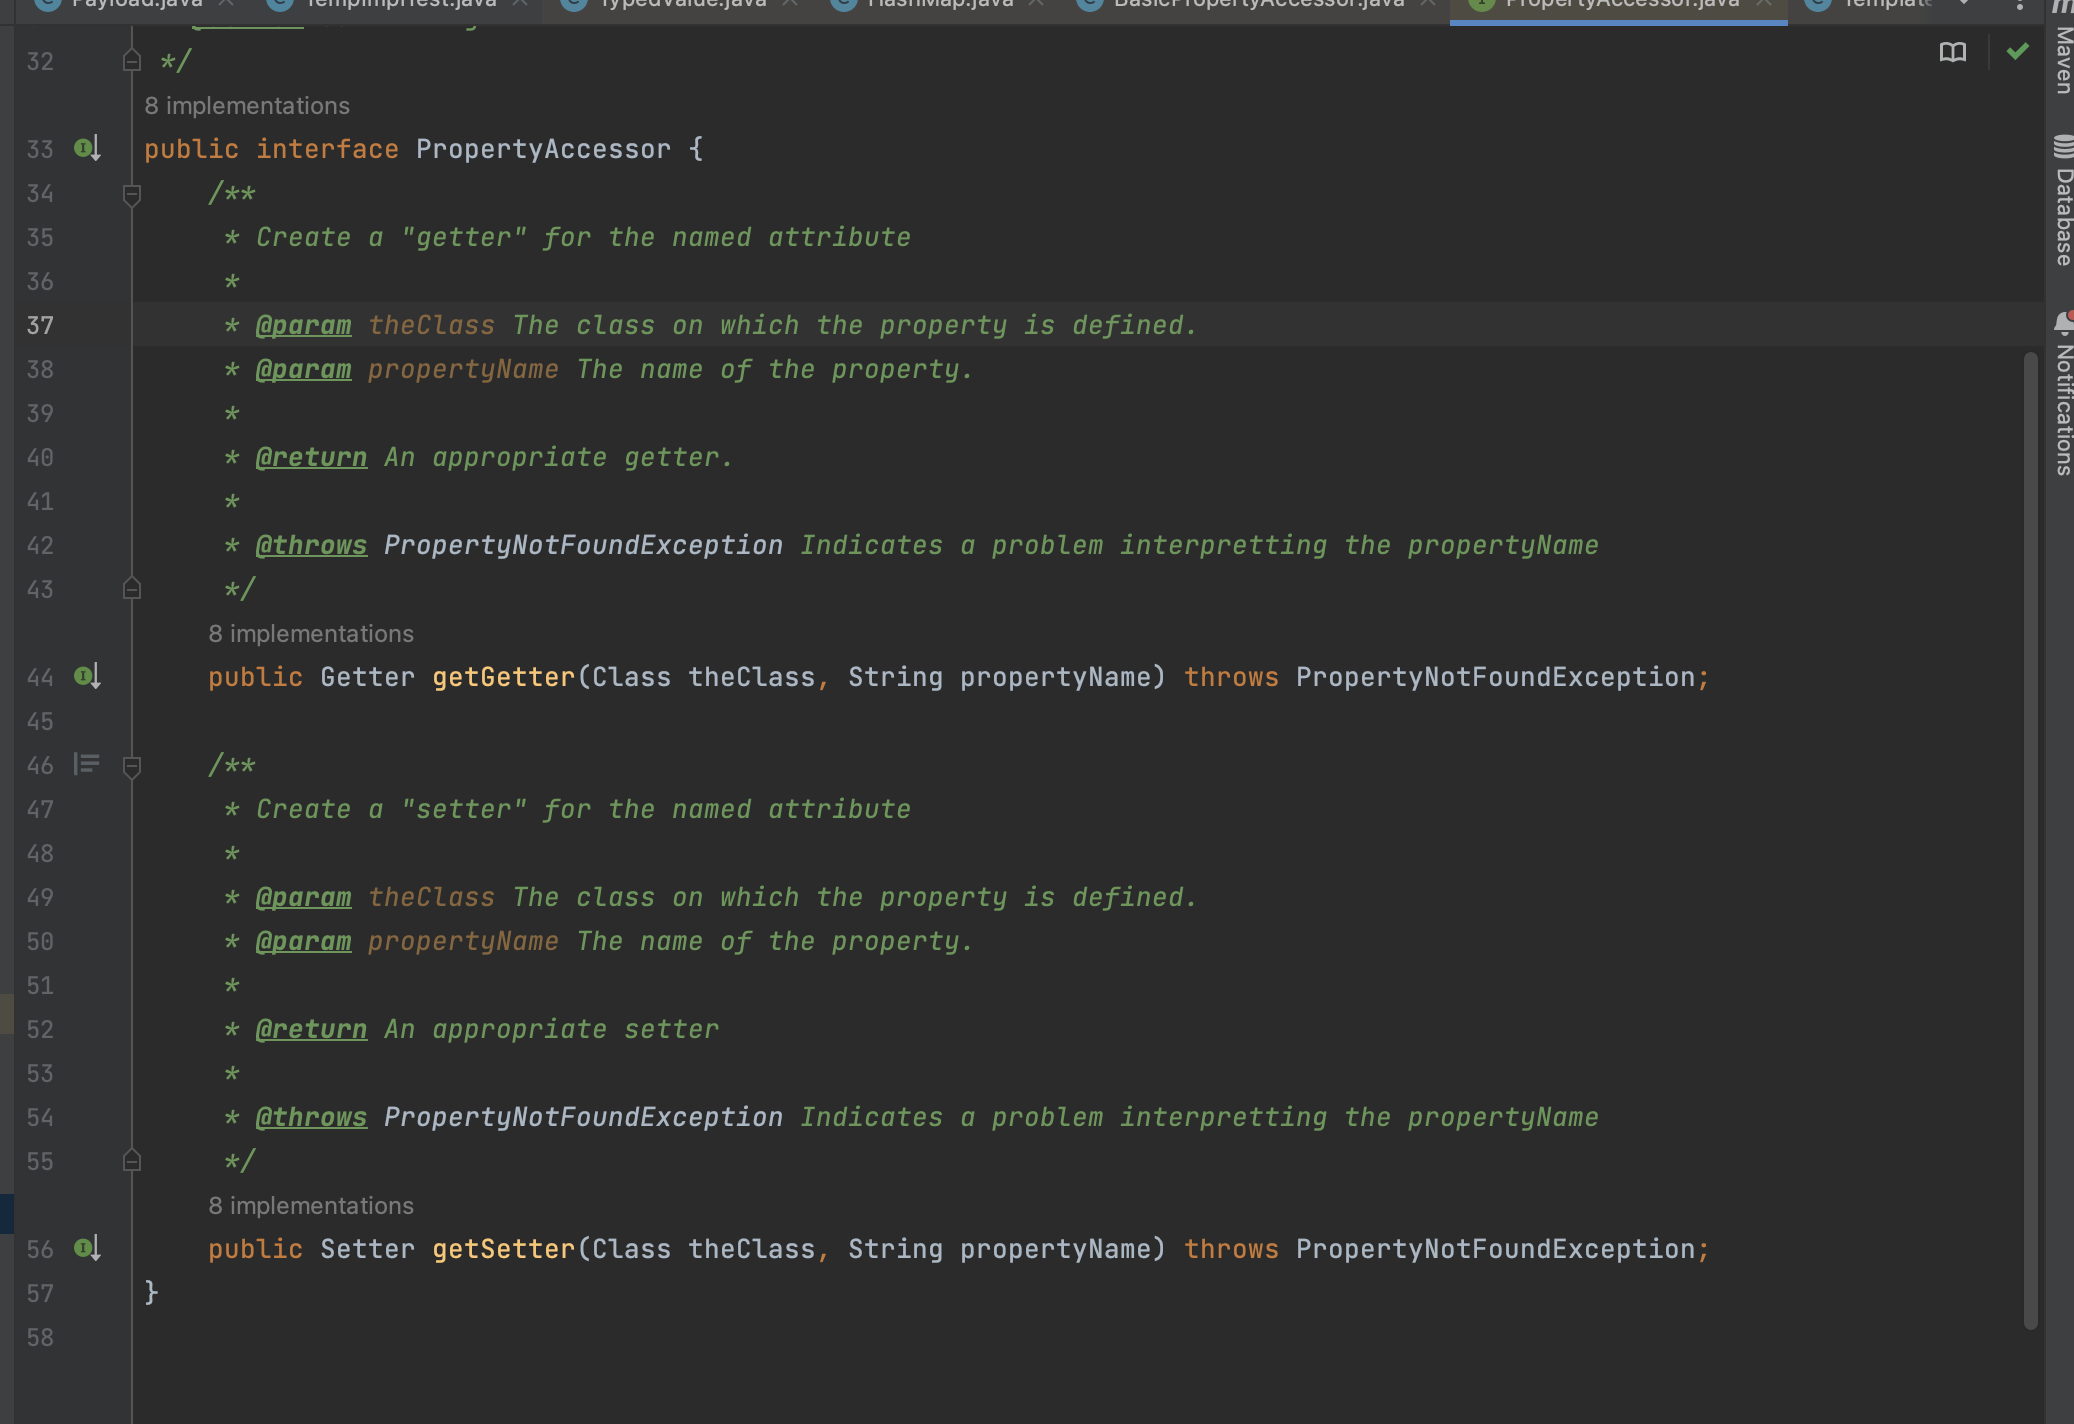 Payload.java TempImplTest.java TypedValue.java HashMap.java BasicPropertyAccessor.java PropertyAccessor.java Template
32 */
8 implementations
33 public interface PropertyAccessor {
34 /**
35 * Create a "getter" for the named attribute
36 *
37 * @param theClass The class on which the property is defined.
38 * @param propertyName The name of the property.
39 *
40 * @return An appropriate getter.
41 *
42 * @throws PropertyNotFoundException Indicates a problem interpretting the propertyName
43 */
8 implementations
44 public Getter getGetter(Class theClass, String propertyName) throws PropertyNotFoundException;
45
46 /**
47 * Create a "setter" for the named attribute
48 *
49 * @param theClass The class on which the property is defined.
50 * @param propertyName The name of the property.
51 *
52 * @return An appropriate setter
53 *
54 * @throws PropertyNotFoundException Indicates a problem interpretting the propertyName
55 */
8 implementations
56 public Setter getSetter(Class theClass, String propertyName) throws PropertyNotFoundException;
57 }
58
Maven
Database
Notifications